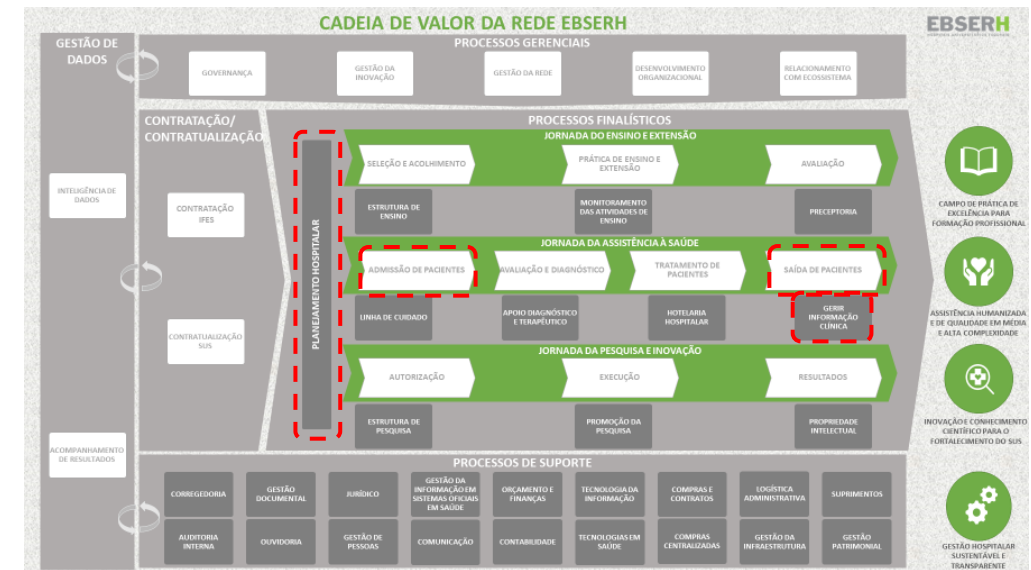 CADEIA DE VALOR DA REDE EBSERH
EBSERH
GESTÃO DE
DADOS
INTELIGÊNCIA DE
DADOS
ACOMPANHAMENTO
DE RESULTADOS
PROCESSOS GERENCIAIS
GOVERNANÇA
GESTÃO DA
INOVAÇÃO
GESTÃO DA REDE
DESENVOLVIMENTO
ORGANIZACIONAL
RELACIONAMENTO
COM ECOSSISTEMA
CONTRATAÇÃO/
CONTRATUALIZAÇÃO
CONTRATAÇÃO
IFES
CONTRATUALIZAÇÃO
SUS
PROCESSOS FINALÍSTICOS
PLANEJAMENTO HOSPITALAR
JORNADA DO ENSINO E EXTENSÃO
SELEÇÃO E ACOLHIMENTO
PRÁTICA DE ENSINO E
EXTENSÃO
AVALIAÇÃO
ESTRUTURA DE
ENSINO
MONITORAMENTO
DAS ATIVIDADES DE
ENSINO
PRECEPTORIA
JORNADA DA ASSISTÊNCIA À SAÚDE
ADMISSÃO DE PACIENTES
AVALIAÇÃO E DIAGNÓSTICO
TRATAMENTO DE
PACIENTES
SAÍDA DE PACIENTES
LINHA DE CUIDADO
APOIO DIAGNÓSTICO
E TERAPÊUTICO
HOTELARIA
HOSPITALAR
GERIR
INFORMAÇÃO
CLÍNICA
JORNADA DA PESQUISA E INOVAÇÃO
AUTORIZAÇÃO
EXECUÇÃO
RESULTADOS
ESTRUTURA DE
PESQUISA
PROMOÇÃO DA
PESQUISA
PROPRIEDADE
INTELECTUAL
PROCESSOS DE SUPORTE
CORREGEDORIA
GESTÃO
DOCUMENTAL
JURÍDICO
GESTÃO DA
INFORMAÇÃO EM
SISTEMAS OFICIAIS
EM SAÚDE
ORÇAMENTO E
FINANÇAS
TECNOLOGIA DA
INFORMAÇÃO
COMPRAS E
CONTRATOS
LOGÍSTICA
ADMINISTRATIVA
SUPRIMENTOS
AUDITORIA
INTERNA
OUVIDORIA
GESTÃO DE
PESSOAS
COMUNICAÇÃO
CONTABILIDADE
TECNOLOGIAS EM
SAÚDE
COMPRAS
CENTRALIZADAS
GESTÃO DA
INFRAESTRUTURA
GESTÃO
PATRIMONIAL
CAMPO DE PRÁTICA DE
EXCELÊNCIA PARA
FORMAÇÃO PROFISSIONAL
ASSISTÊNCIA HUMANIZADA
E DE QUALIDADE EM MÉDIA
E ALTA COMPLEXIDADE
INOVAÇÃO E CONHECIMENTO
CIENTÍFICO PARA O
FORTALECIMENTO DO SUS
GESTÃO HOSPITALAR
SUSTENTÁVEL E
TRANSPARENTE